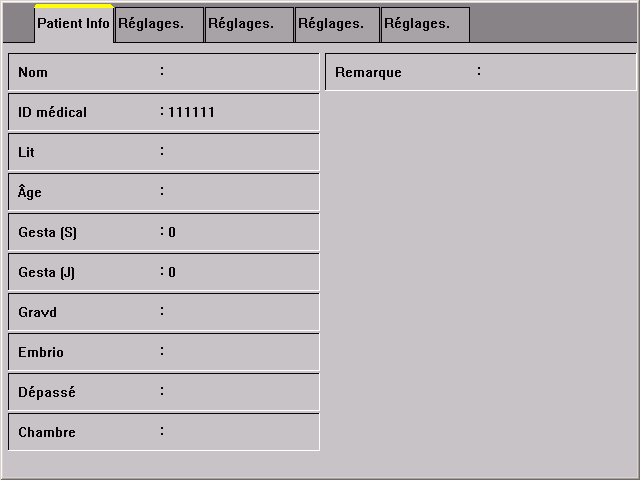 Patient Info Réglages. Réglages. Réglages. Réglages.
Nom :
Remarque :
ID médical : 111111
Lit :
Âge :
Gesta (S) : 0
Gesta (J) : 0
Gravd :
Embrio :
Dépassé :
Chambre :